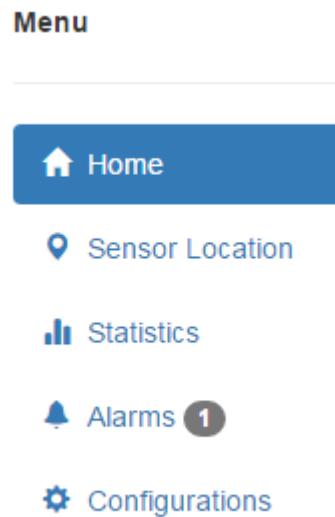 Menu
Home
Sensor Location
Statistics
Alarms 1
Configurations